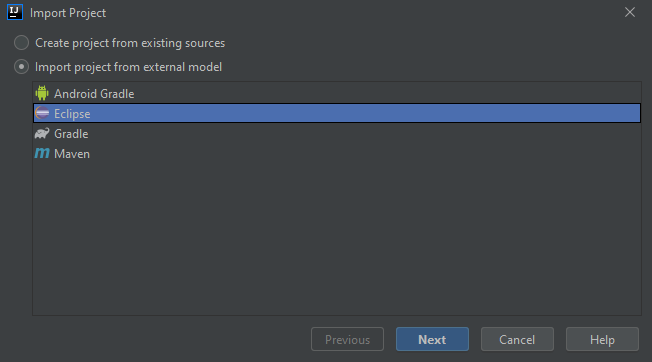 IJ Import Project
Create project from existing sources
Import project from external model
Android Gradle
Eclipse
Gradle
m Maven
Previous Next Cancel Help